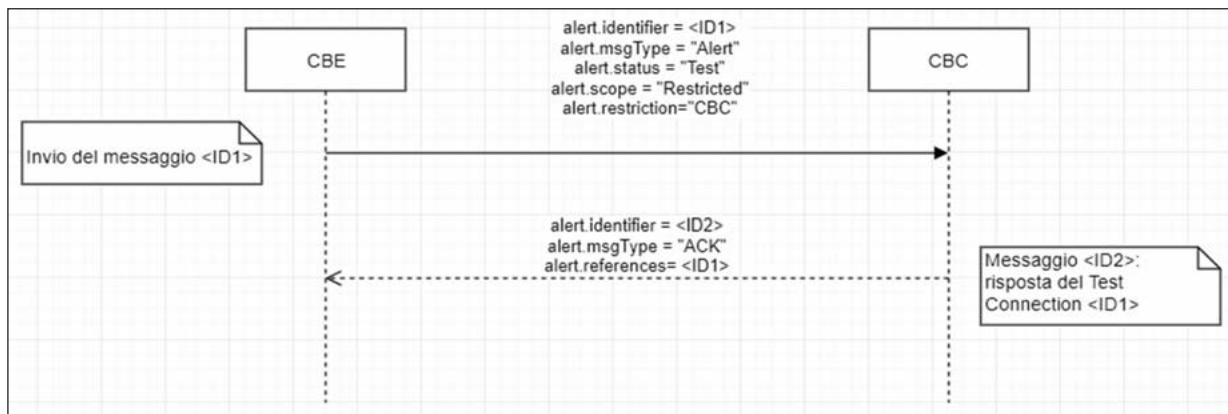 alert.identifier = <ID1>
alert.msgType = "Alert"
alert.status = "Test"
alert.scope = "Restricted"
alert.restriction="CBC"
CBE
CBC
Invio del messaggio <ID1>
alert.identifier = <ID2>
alert.msgType = "ACK"
alert.references= <ID1>
Messaggio <ID2>:
risposta del Test
Connection <ID1>